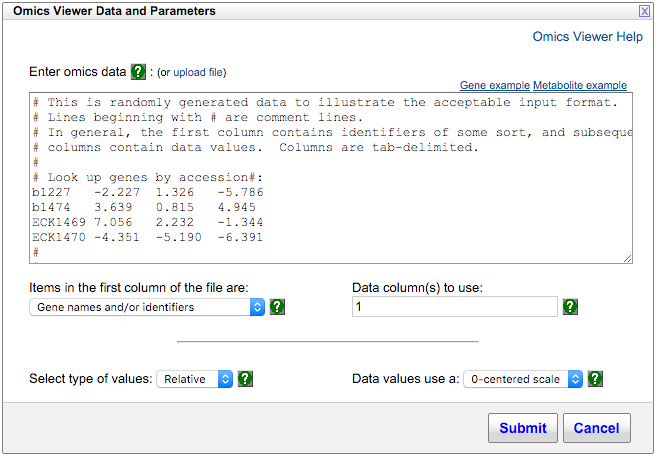 Omics Viewer Data and Parameters
X
Omics Viewer Help
Enter omics data ? : (or upload file)
Gene example Metabolite example
# This is randomly generated data to illustrate the acceptable input format.
# Lines beginning with # are comment lines.
# In general, the first column contains identifiers of some sort, and subseque
# columns contain data values.  Columns are tab-delimited.
#
# Look up genes by accession#:
b1227 -2.227 1.326 -5.786
b1474 3.639 0.815 4.945
ECK1469 7.056 2.232 -1.344
ECK1470 -4.351 -5.190 -6.391
#
Items in the first column of the file are: Data column(s) to use:
Gene names and/or identifiers ? 1 ?
Select type of values: Relative ? Data values use a: 0-centered scale ?
Submit Cancel